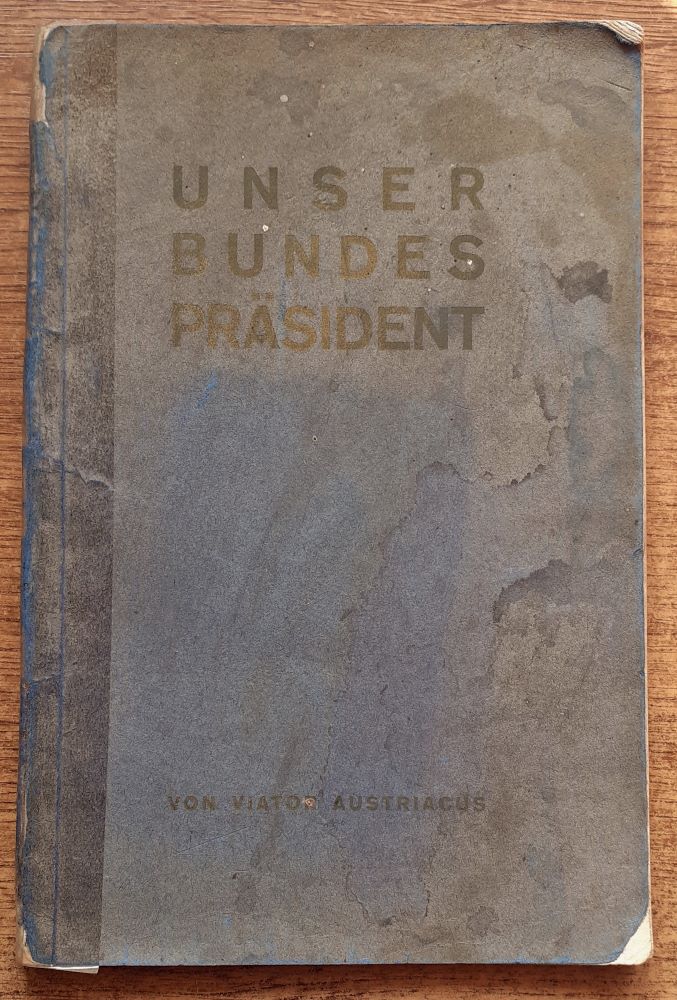 UNSER
BUNDES
PRÄSIDENT
VON VIATOR AUSTRIACUS